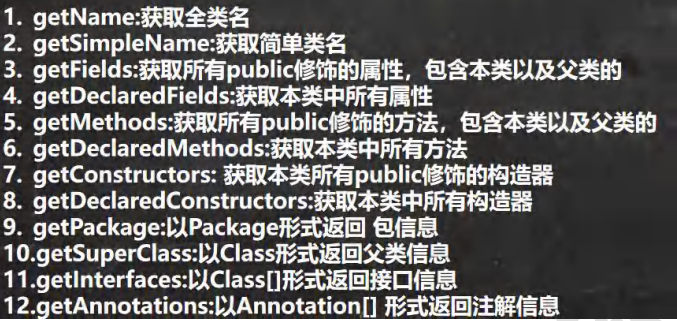 1. getName:获取全类名
2. getSimpleName:获取简单类名
3. getFields:获取所有public修饰的属性，包含本类以及父类的
4. getDeclaredFields:获取本类中所有属性
5. getMethods:获取所有public修饰的方法，包含本类以及父类的
6. getDeclaredMethods:获取本类中所有方法
7. getConstructors: 获取本类所有public修饰的构造器
8. getDeclaredConstructors:获取本类中所有构造器
9. getPackage:以Package形式返回 包信息
10.getSuperClass:以Class形式返回父类信息
11.getInterfaces:以Class[]形式返回接口信息
12.getAnnotations:以Annotation[] 形式返回注解信息